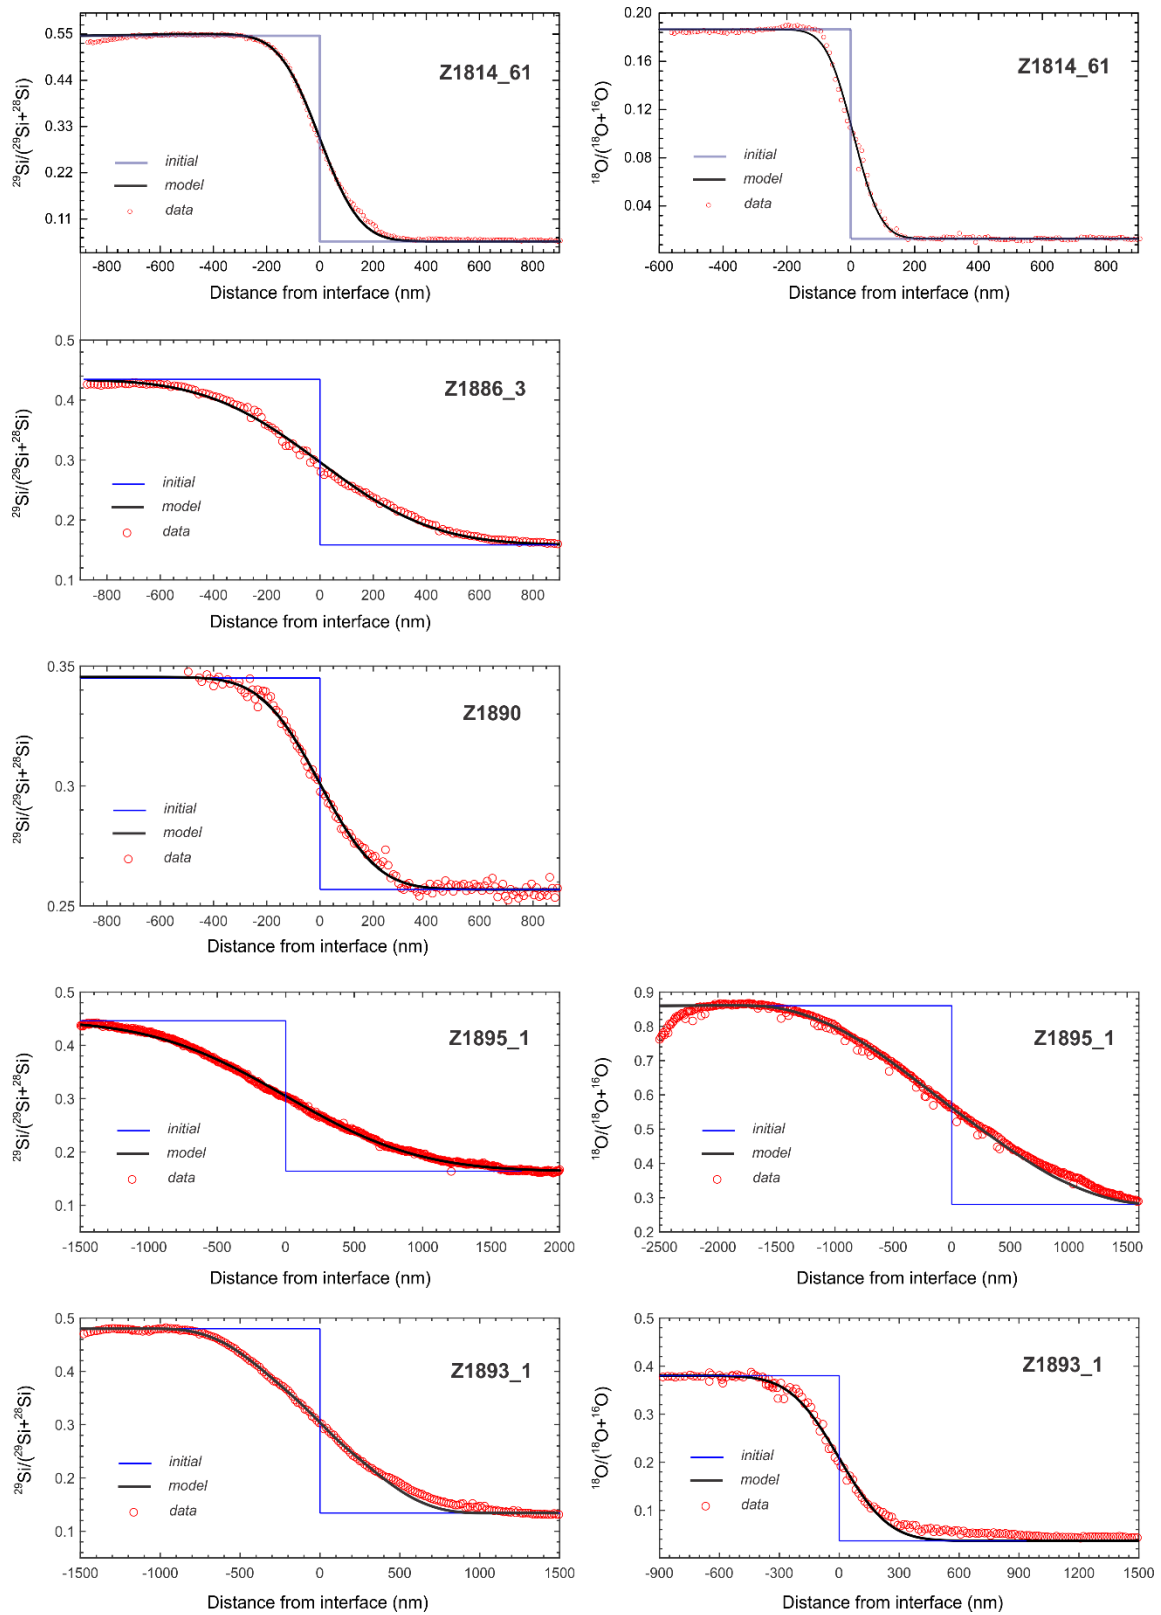 ²⁹Si/(²⁹Si+²⁸Si)
0.55
0.44
0.33
0.22
0.11
Z1814_61
initial
model
data
-800 -600 -400 -200 0 200 400 600 800
Distance from interface (nm)
¹⁸O/(¹⁸O+¹⁶O)
0.20
0.16
0.12
0.08
0.04
Z1814_61
initial
model
data
-600 -400 -200 0 200 400 600 800
Distance from interface (nm)
²⁹Si/(²⁹Si+²⁸Si)
0.5
0.4
0.3
0.2
0.1
Z1886_3
initial
model
data
-800 -600 -400 -200 0 200 400 600 800
Distance from interface (nm)
²⁹Si/(²⁹Si+²⁸Si)
0.35
0.3
0.25
Z1890
initial
model
data
-800 -600 -400 -200 0 200 400 600 800
Distance from interface (nm)
²⁹Si/(²⁹Si+²⁸Si)
0.5
0.4
0.3
0.2
0.1
Z1895_1
initial
model
data
-1500 -1000 -500 0 500 1000 1500 2000
Distance from interface (nm)
¹⁸O/(¹⁸O+¹⁶O)
0.9
0.8
0.7
0.6
0.5
0.4
0.3
0.2
Z1895_1
initial
model
data
-2500 -2000 -1500 -1000 -500 0 500 1000 1500
Distance from interface (nm)
²⁹Si/(²⁹Si+²⁸Si)
0.5
0.4
0.3
0.2
0.1
Z1893_1
initial
model
data
-1500 -1200 -900 -600 -300 0 300 600 900 1200 1500
Distance from interface (nm)
¹⁸O/(¹⁸O+¹⁶O)
0.5
0.4
0.3
0.2
0.1
0
Z1893_1
initial
model
data
-900 -600 -300 0 300 600 900 1200 1500
Distance from interface (nm)